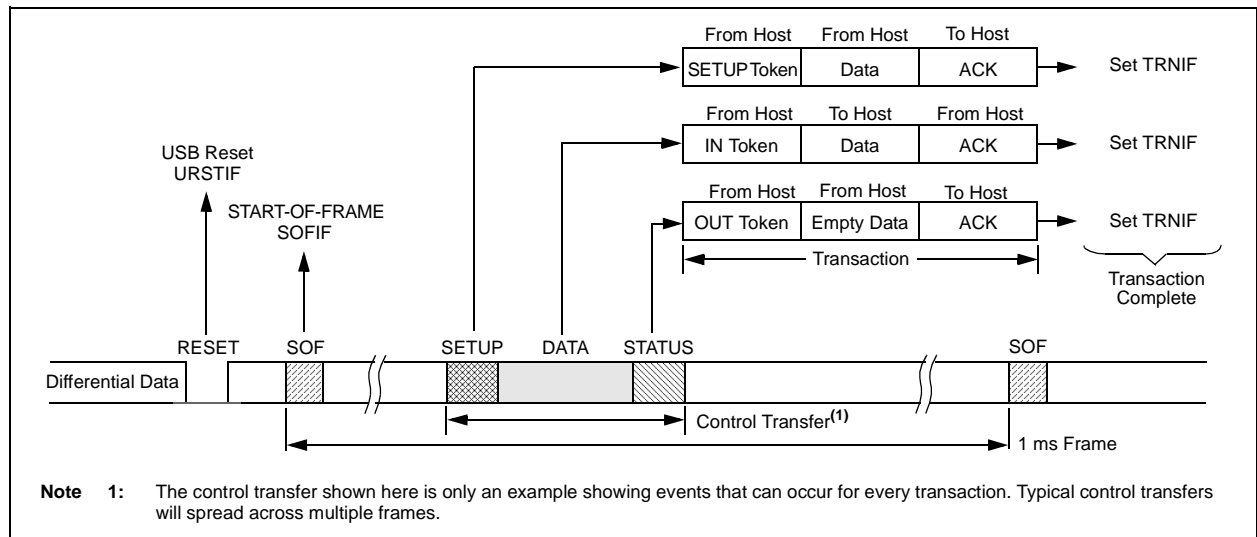 From Host From Host To Host
SETUP Token Data ACK Set TRNIF
From Host To Host From Host
IN Token Data ACK Set TRNIF
USB Reset
URSTIF
From Host From Host To Host
START-OF-FRAME
SOFIF
OUT Token Empty Data ACK Set TRNIF
Transaction
Transaction
Complete
RESET SOF SETUP DATA STATUS SOF
Differential Data
Control Transfer(1)
1 ms Frame
Note 1: The control transfer shown here is only an example showing events that can occur for every transaction. Typical control transfers
will spread across multiple frames.